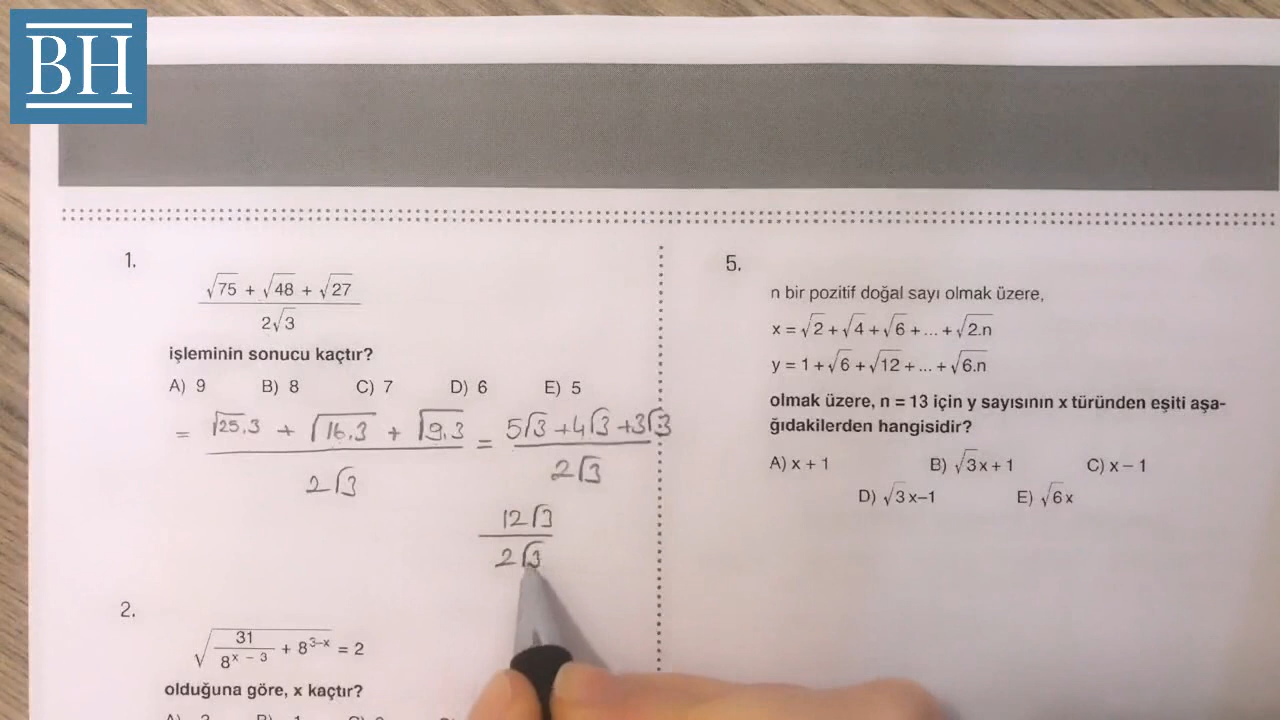 BH
1.
√75 + √48 + √27
2√3
işleminin sonucu kaçtır?
A) 9 B) 8 C) 7 D) 6 E) 5
= √25.3 + √16.3 + √9.3 = 5√3 + 4√3 + 3√3
2√3 2√3
12√3
2√3
2.
√(31/8^(x-3) + 8^(3-x)) = 2
olduğuna göre, x kaçtır?
5.
n bir pozitif doğal sayı olmak üzere,
x = √2 + √4 + √6 + ... + √2.n
y = 1 + √6 + √12 + ... + √6.n
olmak üzere, n = 13 için y sayısının x türünden eşiti aşa-
ğıdakilerden hangisidir?
A) x + 1 B) √3x + 1 C) x – 1
D) √3x–1 E) √6x